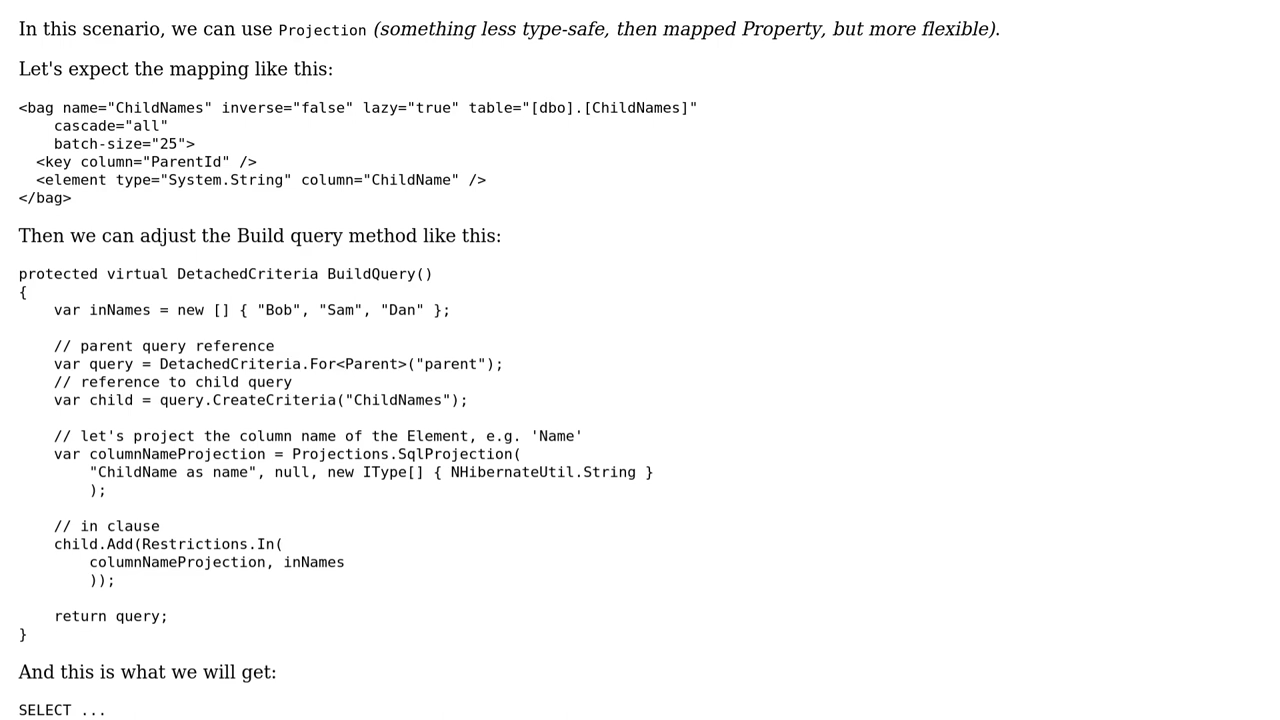 In this scenario, we can use Projection (something less type-safe, then mapped Property, but more flexible).
Let's expect the mapping like this:
<bag name="ChildNames" inverse="false" lazy="true" table="[dbo].[ChildNames]"
    cascade="all"
    batch-size="25">
  <key column="ParentId" />
  <element type="System.String" column="ChildName" />
</bag>
Then we can adjust the Build query method like this:
protected virtual DetachedCriteria BuildQuery()
{
    var inNames = new [] { "Bob", "Sam", "Dan" };
    // parent query reference
    var query = DetachedCriteria.For<Parent>("parent");
    // reference to child query
    var child = query.CreateCriteria("ChildNames");
    // let's project the column name of the Element, e.g. 'Name'
    var columnNameProjection = Projections.SqlProjection(
        "ChildName as name", null, new IType[] { NHibernateUtil.String }
        );
    // in clause
    child.Add(Restrictions.In(
        columnNameProjection, inNames
        ));
    return query;
}
And this is what we will get:
SELECT ...